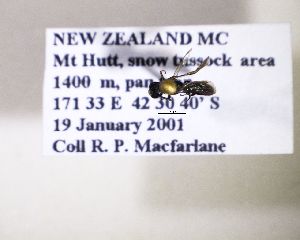 NEW ZEALAND MC
Mt Hutt, snow tussock area
1400 m, pan
171 33 E 42 30 40' S
19 January 2001
Coll R. P. Macfarlane